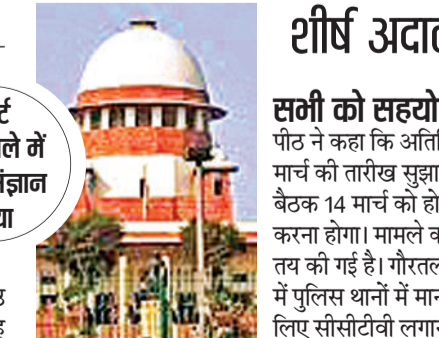 र्ट
ले में
ज्ञान
या
ह
शीर्ष अदाल
सभी को सहयो
पीठ ने कहा कि अति
मार्च की तारीख सुझा
बैठक 14 मार्च को हो
करना होगा। मामले क
तय की गई है। गौरतल
में पुलिस थानों में मान
लिए सीसीटीवी लगान